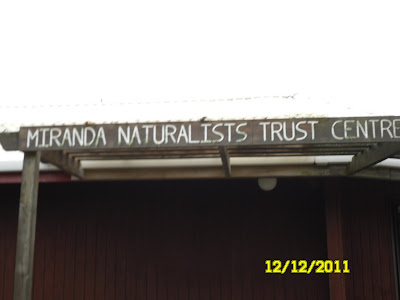 MIRANDA NATURALISTS TRUST CENTRE
12/12/2011